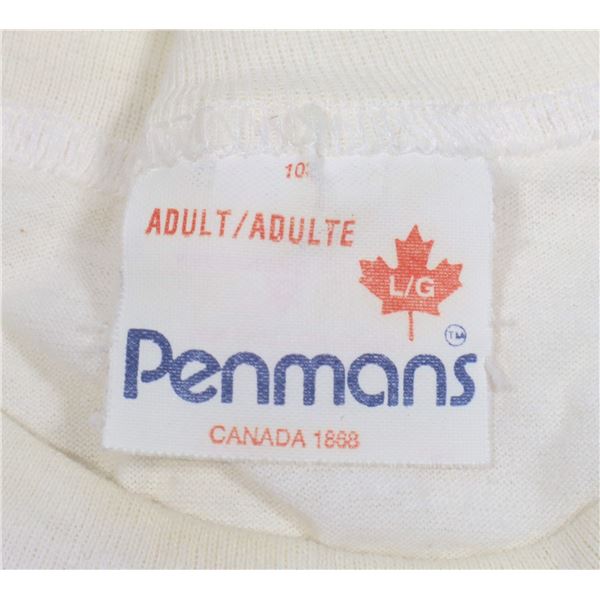 ADULT/ADULTE
L/G
Penmans TM
CANADA 1868